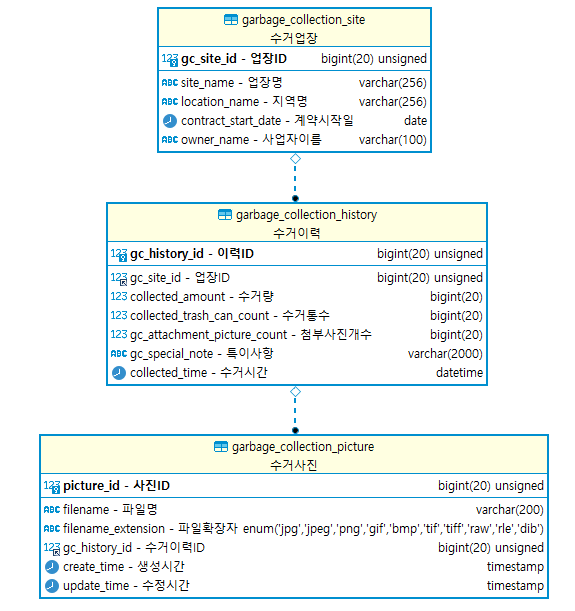 garbage_collection_site
수거업장
123 gc_site_id - 업장ID bigint(20) unsigned
ABC site_name - 업장명 varchar(256)
ABC location_name - 지역명 varchar(256)
contract_start_date - 계약시작일 date
ABC owner_name - 사업자이름 varchar(100)
garbage_collection_history
수거이력
123 gc_history_id - 이력ID bigint(20) unsigned
123 gc_site_id - 업장ID bigint(20) unsigned
123 collected_amount - 수거량 bigint(20)
123 collected_trash_can_count - 수거통수 bigint(20)
123 gc_attachment_picture_count - 첨부사진개수 bigint(20)
ABC gc_special_note - 특이사항 varchar(2000)
collected_time - 수거시간 datetime
garbage_collection_picture
수거사진
123 picture_id - 사진ID bigint(20) unsigned
ABC filename - 파일명 varchar(200)
ABC filename_extension - 파일확장자 enum('jpg','jpeg','png','gif','bmp','tif','tiff','raw','rle','dib')
123 gc_history_id - 수거이력ID bigint(20) unsigned
create_time - 생성시간 timestamp
update_time - 수정시간 timestamp